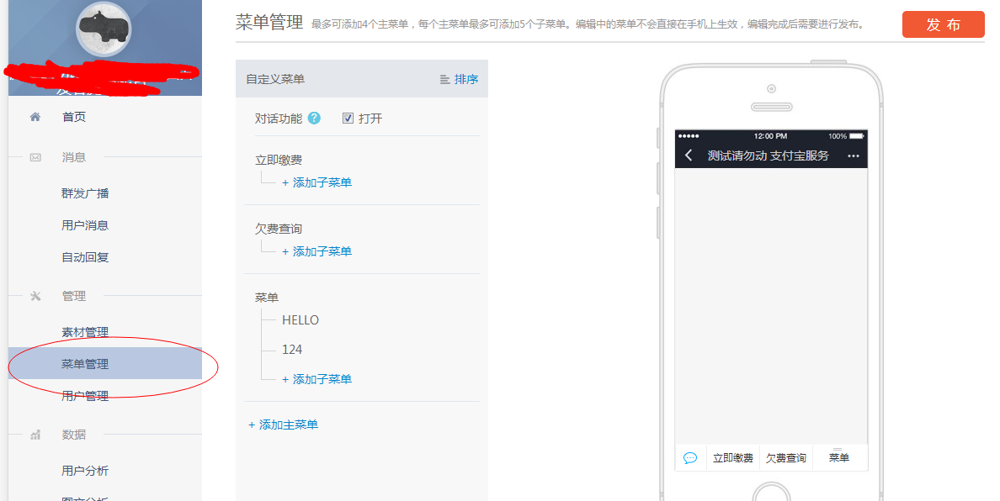 首页
消息
群发广播
用户消息
自动回复
管理
素材管理
菜单管理
用户管理
数据
用户分析
图文分析
菜单管理 最多可添加4个主菜单，每个主菜单最多可添加5个子菜单。编辑中的菜单不会直接在手机上生效，编辑完成后需要进行发布。
发 布
自定义菜单 排序
对话功能 ? 打开
立即缴费
+ 添加子菜单
欠费查询
+ 添加子菜单
菜单
HELLO
124
+ 添加子菜单
+ 添加主菜单
12:00 PM 100%
测试请勿动 支付宝服务
立即缴费 欠费查询 菜单